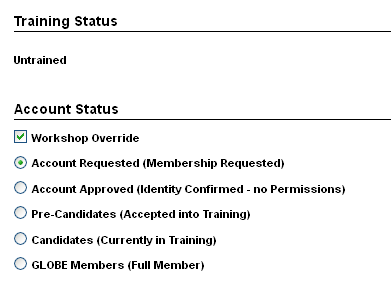 Training Status
Untrained
Account Status
Workshop Override
Account Requested (Membership Requested)
Account Approved (Identity Confirmed - no Permissions)
Pre-Candidates (Accepted into Training)
Candidates (Currently in Training)
GLOBE Members (Full Member)